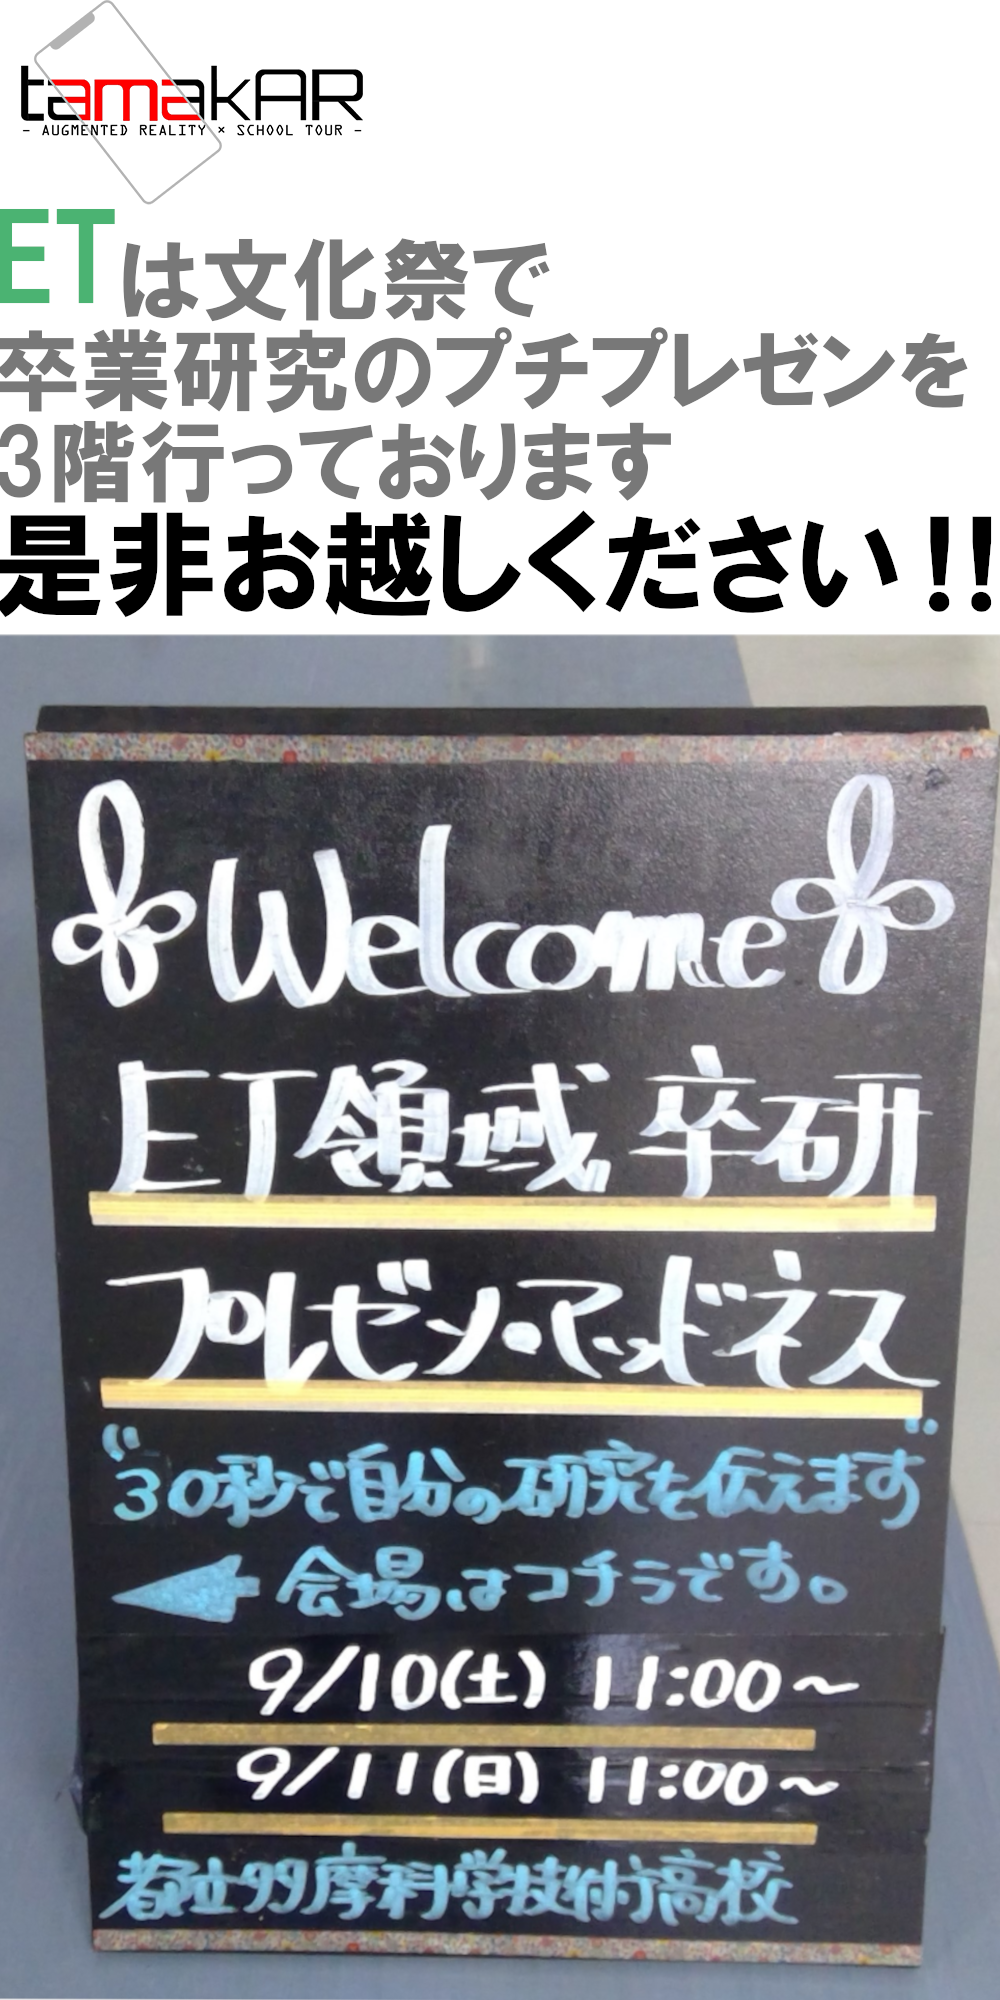 tamakAR
- AUGMENTED REALITY × SCHOOL TOUR -
ETは文化祭で
卒業研究のプチプレゼンを
3階行っております
是非お越しください!!
Welcome
ET領域 卒研
プレゼン・マッドネス
"30秒で自分の研究を伝えます"
会場はコチラです。
9/10(土) 11:00~
9/11(日) 11:00~
都立多摩科学技術高校